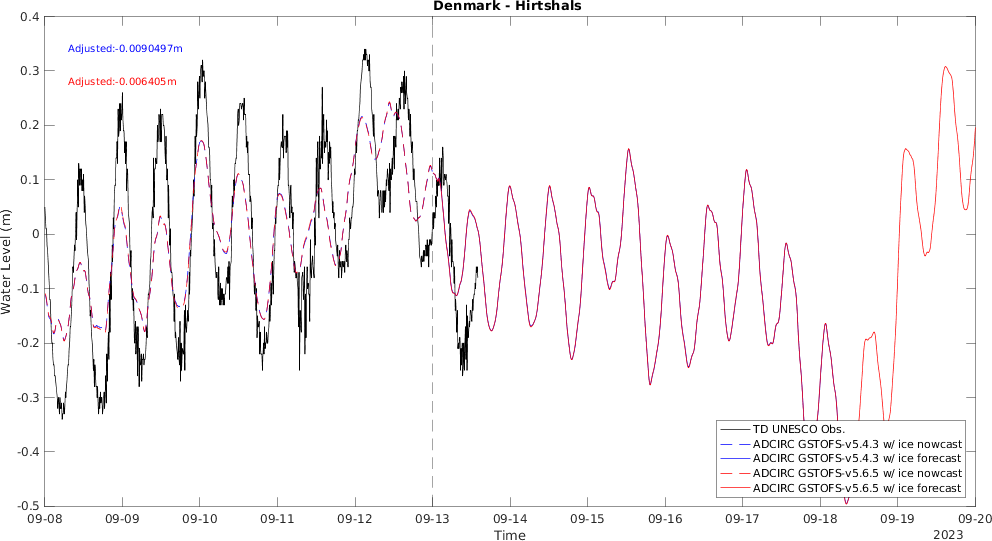 Denmark - Hirtshals
Adjusted:-0.0090497m
Adjusted:-0.006405m
Water Level (m)
0.4
0.3
0.2
0.1
0
-0.1
-0.2
-0.3
-0.4
-0.5
TD UNESCO Obs.
ADCIRC GSTOFS-v5.4.3 w/ ice nowcast
ADCIRC GSTOFS-v5.4.3 w/ ice forecast
ADCIRC GSTOFS-v5.6.5 w/ ice nowcast
ADCIRC GSTOFS-v5.6.5 w/ ice forecast
09-08 09-09 09-10 09-11 09-12 09-13 09-14 09-15 09-16 09-17 09-18 09-19 09-20
Time
2023